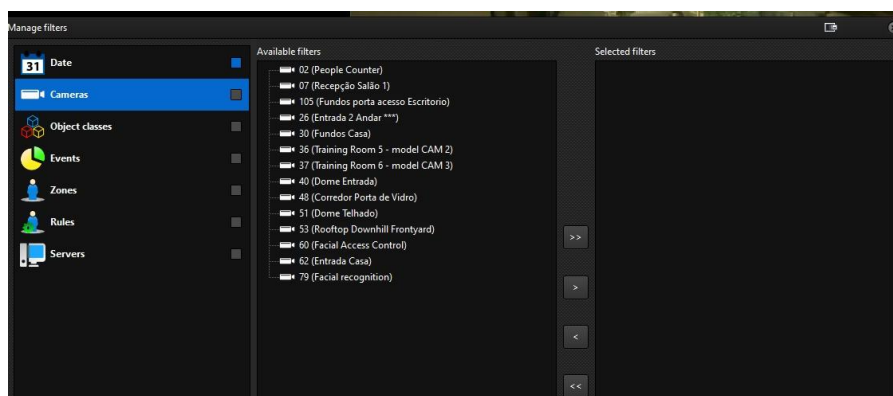 Manage filters
31 Date
Cameras
Object classes
Events
Zones
Rules
Servers
Available filters
02 (People Counter)
07 (Recepção Salão 1)
105 (Fundos porta acesso Escritorio)
26 (Entrada 2 Andar ***)
30 (Fundos Casa)
36 (Training Room 5 - model CAM 2)
37 (Training Room 6 - model CAM 3)
40 (Dome Entrada)
48 (Corredor Porta de Vidro)
51 (Dome Telhado)
53 (Rooftop Downhill Frontyard)
60 (Facial Access Control)
62 (Entrada Casa)
79 (Facial recognition)
>>
>
<
<<
Selected filters